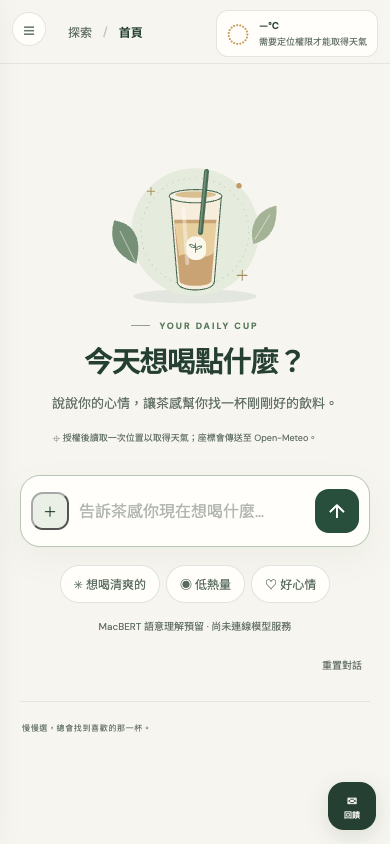 探索 / 首頁
—°C
需要定位權限才能取得天氣
YOUR DAILY CUP
今天想喝點什麼？
說說你的心情，讓茶感幫你找一杯剛剛好的飲料。
授權後讀取一次位置以取得天氣；座標會傳送至 Open-Meteo。
告訴茶感你現在想喝什麼…
想喝清爽的
低熱量
好心情
MacBERT 語意理解預留 · 尚未連線模型服務
重置對話
慢慢選，總會找到喜歡的那一杯。
回饋